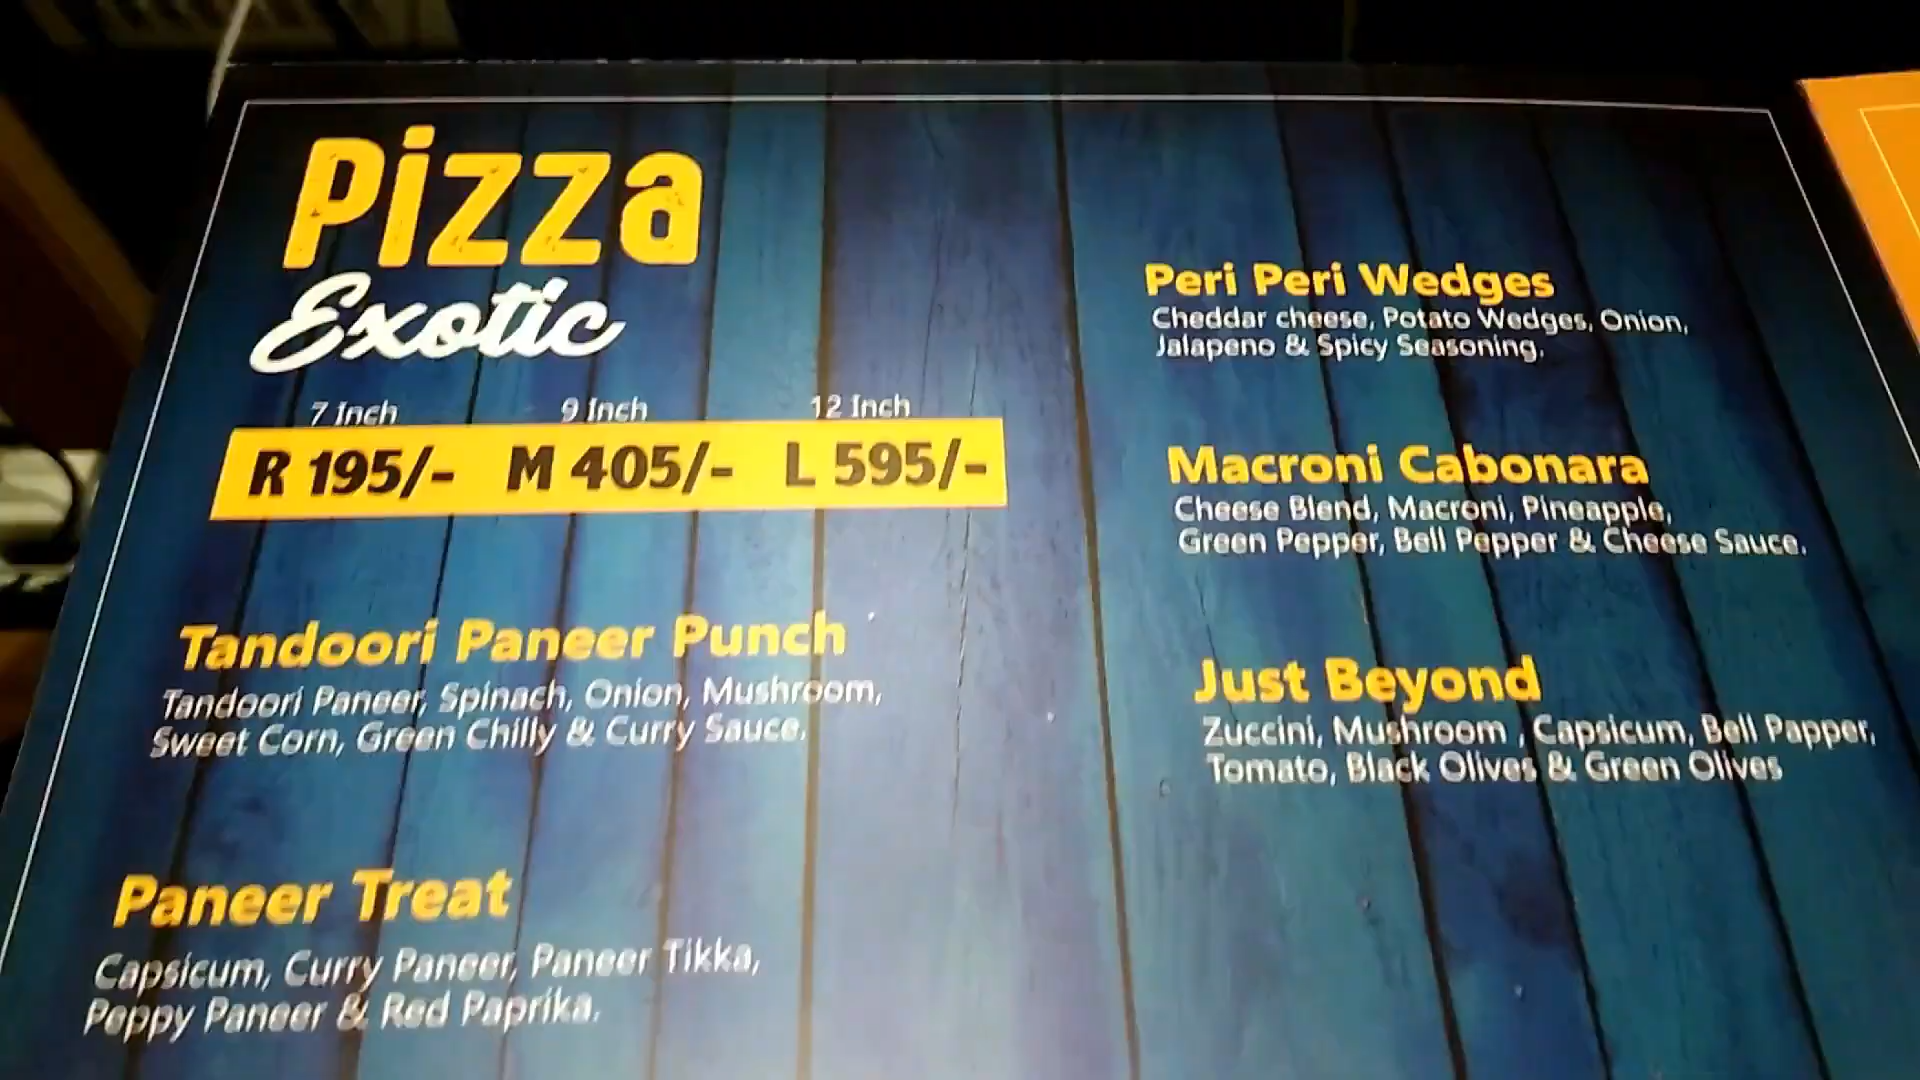 Pizza
Exotic
7 Inch 9 Inch 12 Inch
R 195/- M 405/- L 595/-
Tandoori Paneer Punch
Tandoori Paneer, Spinach, Onion, Mushroom,
Sweet Corn, Green Chilly & Curry Sauce.
Paneer Treat
Capsicum, Curry Paneer, Paneer Tikka,
Peppy Paneer & Red Paprika.
Peri Peri Wedges
Cheddar cheese, Potato Wedges, Onion,
Jalapeno & Spicy Seasoning.
Macroni Cabonara
Cheese Blend, Macroni, Pineapple,
Green Pepper, Bell Pepper & Cheese Sauce.
Just Beyond
Zuccini, Mushroom , Capsicum, Bell Papper,
Tomato, Black Olives & Green Olives